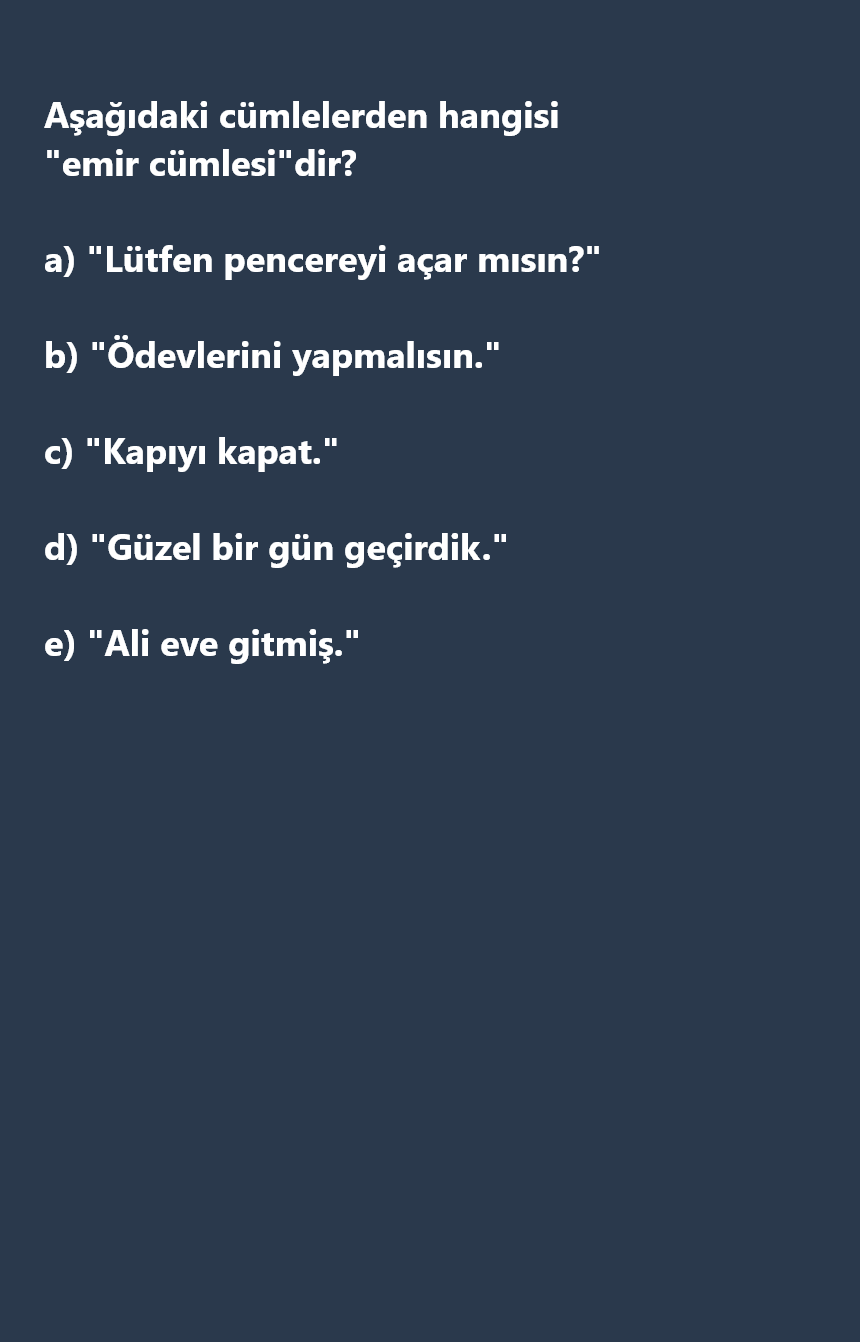 Aşağıdaki cümlelerden hangisi
"emir cümlesi"dir?
a) "Lütfen pencereyi açar mısın?"
b) "Ödevlerini yapmalısın."
c) "Kapıyı kapat."
d) "Güzel bir gün geçirdik."
e) "Ali eve gitmiş."